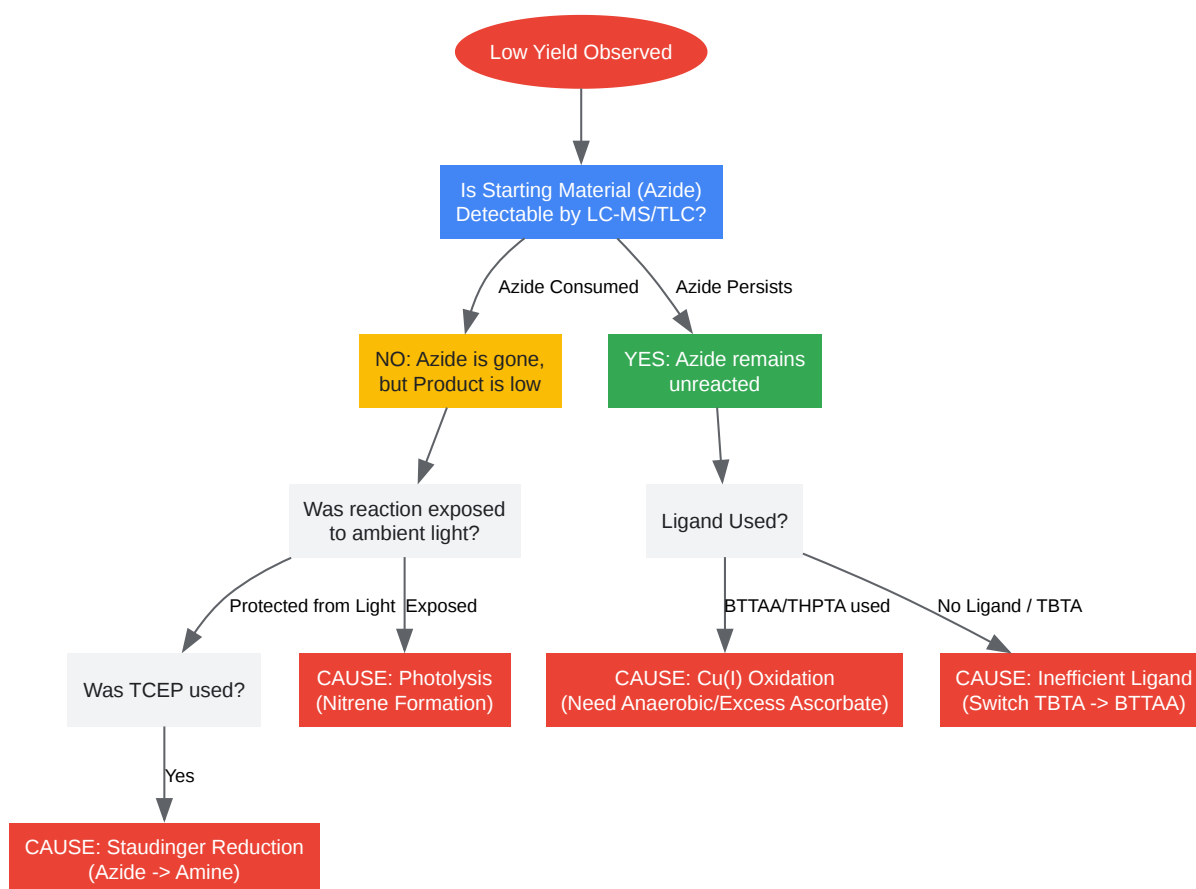 Low Yield Observed
Is Starting Material (Azide)
Detectable by LC-MS/TLC?
Azide Consumed
Azide Persists
NO: Azide is gone,
but Product is low
YES: Azide remains
unreacted
Was reaction exposed
to ambient light?
Ligand Used?
Protected from Light
Exposed
BTTAA/THPTA used
No Ligand / TBTA
Was TCEP used?
CAUSE: Photolysis
(Nitrene Formation)
CAUSE: Cu(I) Oxidation
(Need Anaerobic/Excess Ascorbate)
CAUSE: Inefficient Ligand
(Switch TBTA -> BTTAA)
Yes
CAUSE: Staudinger Reduction
(Azide -> Amine)